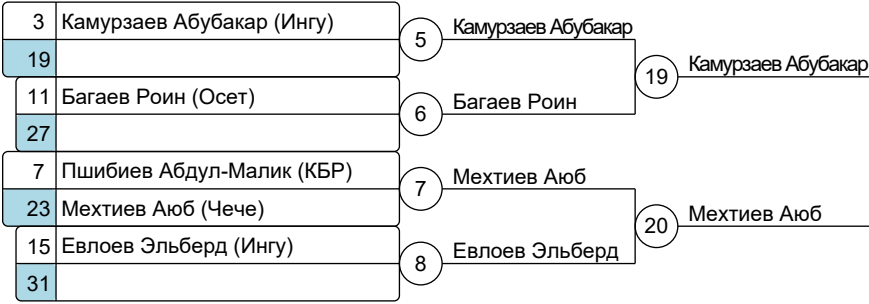 3 Камурзаев Абубакар (Ингу)
5 Камурзаев Абубакар
19
19 Камурзаев Абубакар
11 Багаев Роин (Осет)
6 Багаев Роин
27
7 Пшибиев Абдул-Малик (КБР)
7 Мехтиев Аюб
23 Мехтиев Аюб (Чече)
20 Мехтиев Аюб
15 Евлоев Эльберд (Ингу)
8 Евлоев Эльберд
31